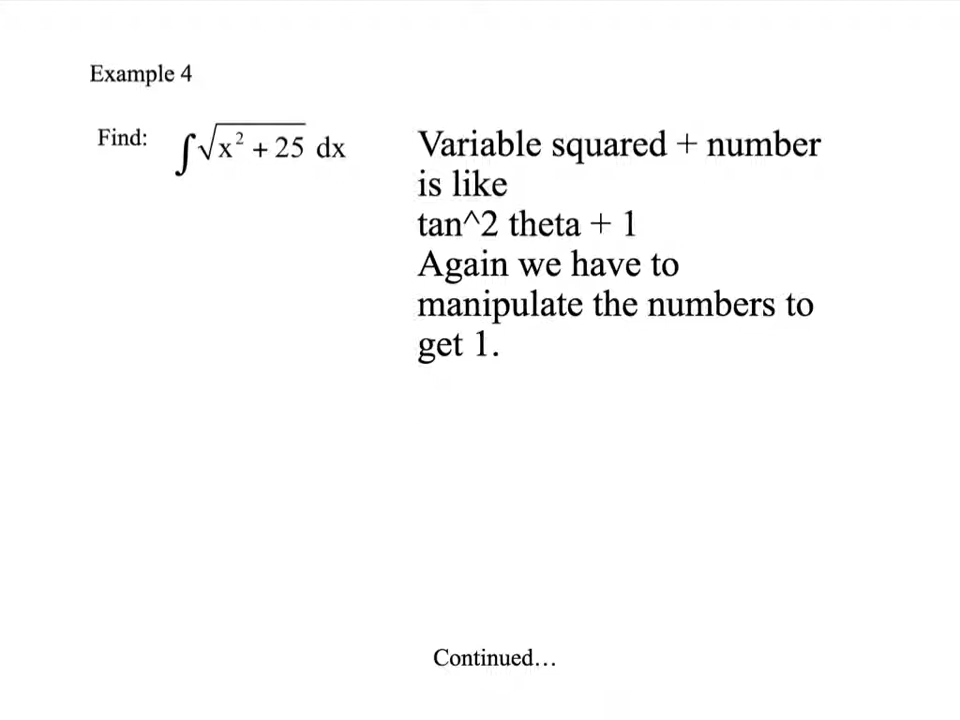 Example 4
Find: ∫√x² + 25 dx
Variable squared + number
is like
tan^2 theta + 1
Again we have to
manipulate the numbers to
get 1.
Continued…